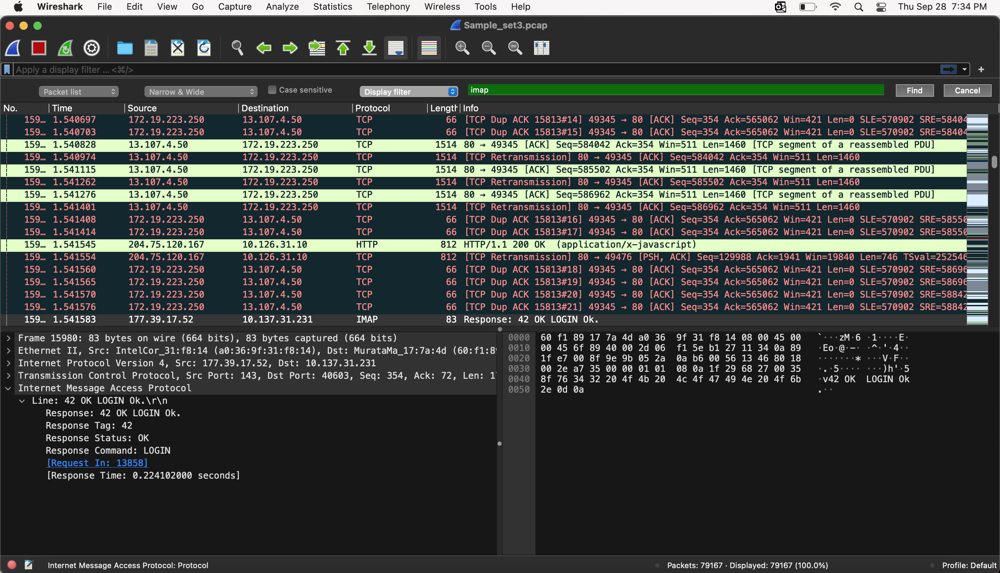 Wireshark File Edit View Go Capture Analyze Statistics Telephony Wireless Tools Help Thu Sep 28 7:34 PM
Sample_set3.pcap
Apply a display filter ... <⌘/>
Packet list Narrow & Wide Case sensitive Display filter imap Find Cancel
No. Time Source Destination Protocol Length Info
159… 1.540697 172.19.223.250 13.107.4.50 TCP 66 [TCP Dup ACK 15813#14] 49345 → 80 [ACK] Seq=354 Ack=565062 Win=421 Len=0 SLE=570902 SRE=58404
159… 1.540703 172.19.223.250 13.107.4.50 TCP 66 [TCP Dup ACK 15813#15] 49345 → 80 [ACK] Seq=354 Ack=565062 Win=421 Len=0 SLE=570902 SRE=58404
159… 1.540828 13.107.4.50 172.19.223.250 TCP 1514 80 → 49345 [ACK] Seq=584042 Ack=354 Win=511 Len=1460 [TCP segment of a reassembled PDU]
159… 1.540974 13.107.4.50 172.19.223.250 TCP 1514 [TCP Retransmission] 80 → 49345 [ACK] Seq=584042 Ack=354 Win=511 Len=1460
159… 1.541115 13.107.4.50 172.19.223.250 TCP 1514 80 → 49345 [ACK] Seq=585502 Ack=354 Win=511 Len=1460 [TCP segment of a reassembled PDU]
159… 1.541262 13.107.4.50 172.19.223.250 TCP 1514 [TCP Retransmission] 80 → 49345 [ACK] Seq=585502 Ack=354 Win=511 Len=1460
159… 1.541276 13.107.4.50 172.19.223.250 TCP 1514 80 → 49345 [ACK] Seq=586962 Ack=354 Win=511 Len=1460 [TCP segment of a reassembled PDU]
159… 1.541401 13.107.4.50 172.19.223.250 TCP 1514 [TCP Retransmission] 80 → 49345 [ACK] Seq=586962 Ack=354 Win=511 Len=1460
159… 1.541408 172.19.223.250 13.107.4.50 TCP 66 [TCP Dup ACK 15813#16] 49345 → 80 [ACK] Seq=354 Ack=565062 Win=421 Len=0 SLE=570902 SRE=58550
159… 1.541414 172.19.223.250 13.107.4.50 TCP 66 [TCP Dup ACK 15813#17] 49345 → 80 [ACK] Seq=354 Ack=565062 Win=421 Len=0 SLE=570902 SRE=58550
159… 1.541545 204.75.120.167 10.126.31.10 HTTP 812 HTTP/1.1 200 OK (application/x-javascript)
159… 1.541554 204.75.120.167 10.126.31.10 TCP 812 [TCP Retransmission] 80 → 49476 [PSH, ACK] Seq=129988 Ack=1941 Win=19840 Len=746 TSval=252546
159… 1.541560 172.19.223.250 13.107.4.50 TCP 66 [TCP Dup ACK 15813#18] 49345 → 80 [ACK] Seq=354 Ack=565062 Win=421 Len=0 SLE=570902 SRE=58696
159… 1.541565 172.19.223.250 13.107.4.50 TCP 66 [TCP Dup ACK 15813#19] 49345 → 80 [ACK] Seq=354 Ack=565062 Win=421 Len=0 SLE=570902 SRE=58696
159… 1.541570 172.19.223.250 13.107.4.50 TCP 66 [TCP Dup ACK 15813#20] 49345 → 80 [ACK] Seq=354 Ack=565062 Win=421 Len=0 SLE=570902 SRE=58842
159… 1.541576 172.19.223.250 13.107.4.50 TCP 66 [TCP Dup ACK 15813#21] 49345 → 80 [ACK] Seq=354 Ack=565062 Win=421 Len=0 SLE=570902 SRE=58842
159… 1.541583 177.39.17.52 10.137.31.231 IMAP 83 Response: 42 OK LOGIN Ok.
Frame 15980: 83 bytes on wire (664 bits), 83 bytes captured (664 bits)
Ethernet II, Src: IntelCor_31:f8:14 (a0:36:9f:31:f8:14), Dst: MurataMa_17:7a:4d (60:f1:8
Internet Protocol Version 4, Src: 177.39.17.52, Dst: 10.137.31.231
Transmission Control Protocol, Src Port: 143, Dst Port: 40603, Seq: 354, Ack: 72, Len: 1
Internet Message Access Protocol
Line: 42 OK LOGIN Ok.\r\n
Response: 42 OK LOGIN Ok.
Response Tag: 42
Response Status: OK
Response Command: LOGIN
[Request In: 13858]
[Response Time: 0.224102000 seconds]
0000 60 f1 89 17 7a 4d a0 36 9f 31 f8 14 08 00 45 00 `···zM·6 ·1····E·
0010 00 45 6f 89 40 00 2d 06 f1 5e b1 27 11 34 0a 89 ·Eo·@·-· ·^·'·4··
0020 1f e7 00 8f 9e 9b 05 2a 0a b6 00 56 13 46 80 18 ·······* ···V·F··
0030 00 2e a7 35 00 00 01 01 08 0a 1f 29 68 27 00 35 ·.·5···· ···)h'·5
0040 8f 76 34 32 20 4f 4b 20 4c 4f 47 49 4e 20 4f 6b ·v42 OK LOGIN Ok
0050 2e 0d 0a .··
Internet Message Access Protocol: Protocol Packets: 79167 · Displayed: 79167 (100.0%) Profile: Default